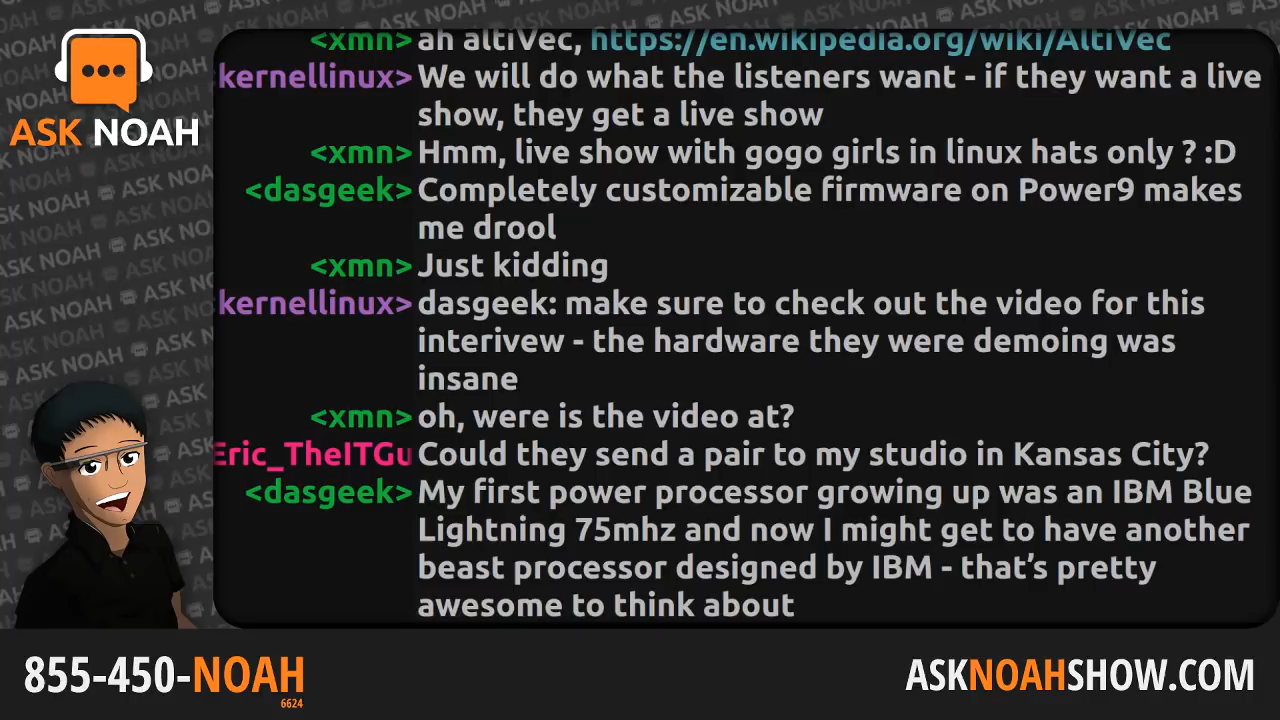 ASK NOAH
<xmn> ah altiVec, https://en.wikipedia.org/wiki/AltiVec
kernellinux> We will do what the listeners want - if they want a live
show, they get a live show
<xmn> Hmm, live show with gogo girls in linux hats only ? :D
<dasgeek> Completely customizable firmware on Power9 makes
me drool
<xmn> Just kidding
kernellinux> dasgeek: make sure to check out the video for this
interivew - the hardware they were demoing was
insane
<xmn> oh, were is the video at?
Eric_TheITGu Could they send a pair to my studio in Kansas City?
<dasgeek> My first power processor growing up was an IBM Blue
Lightning 75mhz and now I might get to have another
beast processor designed by IBM - that's pretty
awesome to think about
855-450-NOAH
6624
ASKNOAHSHOW.COM